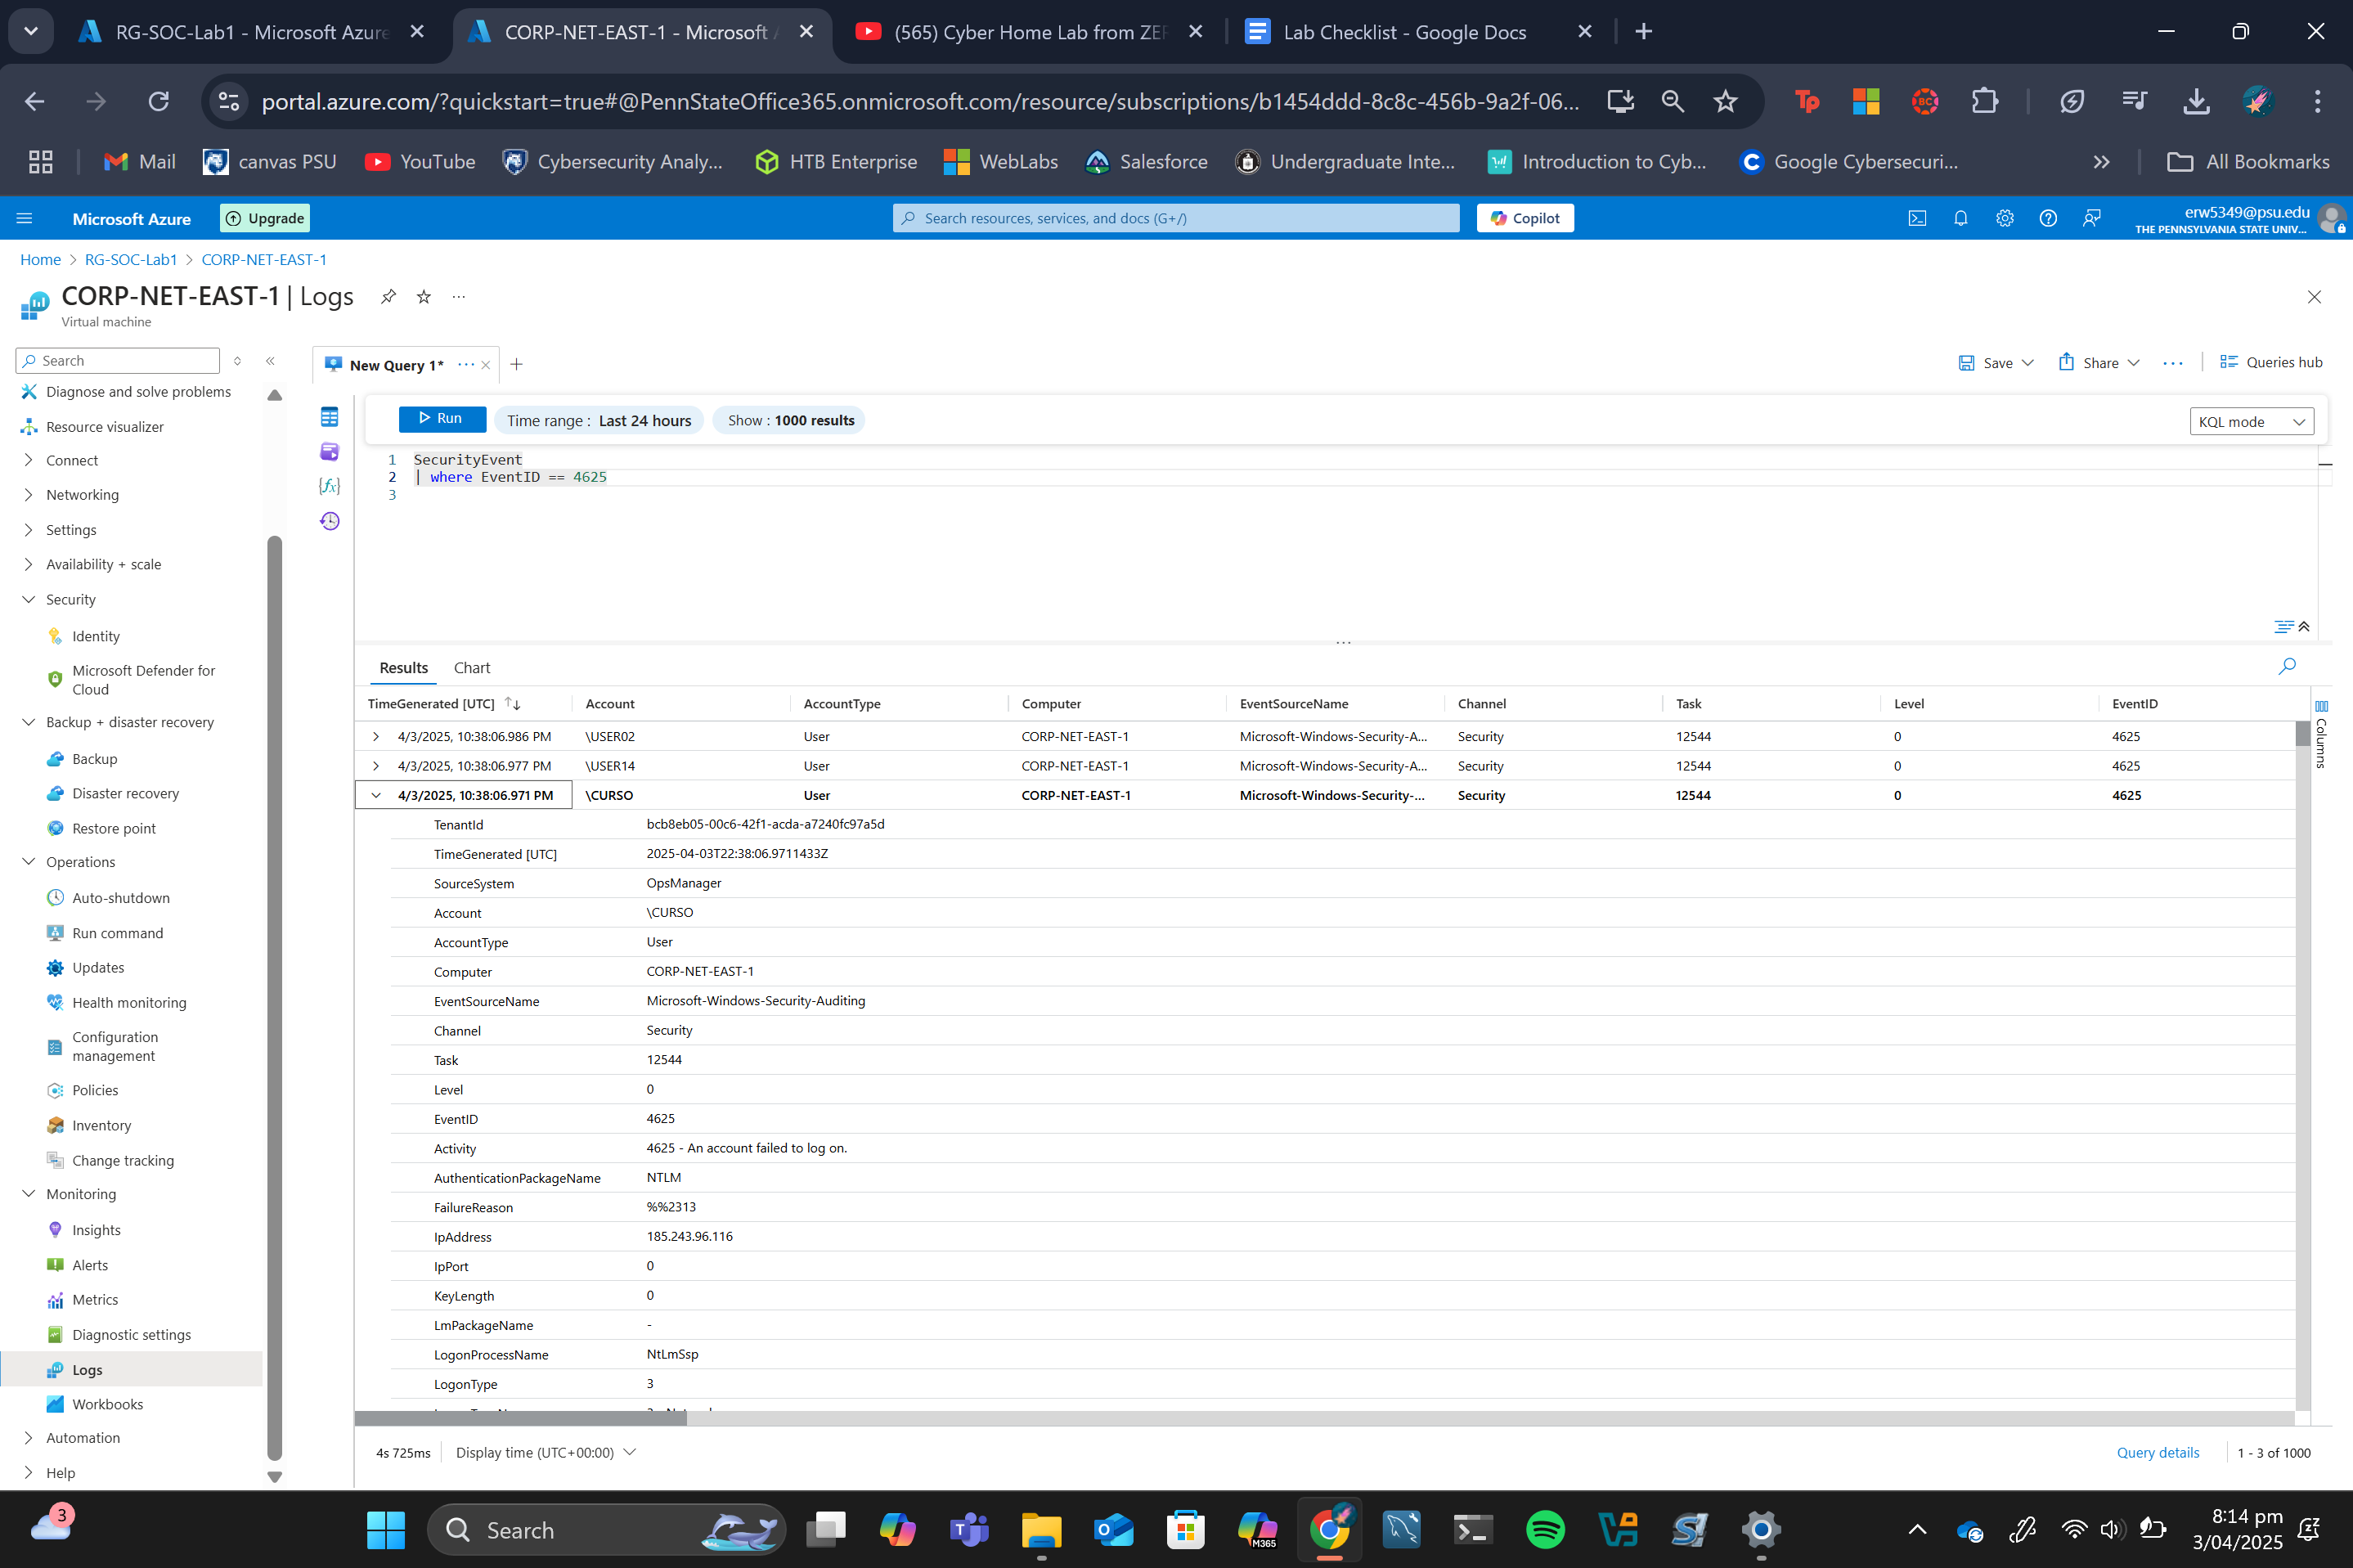 RG-SOC-Lab1 - Microsoft Azure
CORP-NET-EAST-1 - Microsoft A
(565) Cyber Home Lab from ZER
Lab Checklist - Google Docs
portal.azure.com/?quickstart=true#@PennStateOffice365.onmicrosoft.com/resource/subscriptions/b1454ddd-8c8c-456b-9a2f-06...
Tp
BC
Mail
canvas PSU
YouTube
Cybersecurity Analy...
HTB Enterprise
WebLabs
Salesforce
Undergraduate Inte...
Introduction to Cyb...
Google Cybersecuri...
All Bookmarks
Microsoft Azure
Upgrade
Search resources, services, and docs (G+/)
Copilot
erw5349@psu.edu
THE PENNSYLVANIA STATE UNIV...
Home > RG-SOC-Lab1 > CORP-NET-EAST-1
CORP-NET-EAST-1 | Logs
Virtual machine
Search
Diagnose and solve problems
Resource visualizer
Connect
Networking
Settings
Availability + scale
Security
Identity
Microsoft Defender for
Cloud
Backup + disaster recovery
Backup
Disaster recovery
Restore point
Operations
Auto-shutdown
Run command
Updates
Health monitoring
Configuration
management
Policies
Inventory
Change tracking
Monitoring
Insights
Alerts
Metrics
Diagnostic settings
Logs
Workbooks
Automation
Help
New Query 1*
Save
Share
Queries hub
Run
Time range : Last 24 hours
Show : 1000 results
KQL mode
1 SecurityEvent
2 | where EventID == 4625
3
Results
Chart
TimeGenerated [UTC] Account AccountType Computer EventSourceName Channel Task Level EventID
4/3/2025, 10:38:06.986 PM \USER02 User CORP-NET-EAST-1 Microsoft-Windows-Security-A... Security 12544 0 4625
4/3/2025, 10:38:06.977 PM \USER14 User CORP-NET-EAST-1 Microsoft-Windows-Security-A... Security 12544 0 4625
4/3/2025, 10:38:06.971 PM \CURSO User CORP-NET-EAST-1 Microsoft-Windows-Security-... Security 12544 0 4625
Columns
TenantId bcb8eb05-00c6-42f1-acda-a7240fc97a5d
TimeGenerated [UTC] 2025-04-03T22:38:06.9711433Z
SourceSystem OpsManager
Account \CURSO
AccountType User
Computer CORP-NET-EAST-1
EventSourceName Microsoft-Windows-Security-Auditing
Channel Security
Task 12544
Level 0
EventID 4625
Activity 4625 - An account failed to log on.
AuthenticationPackageName NTLM
FailureReason %%2313
IpAddress 185.243.96.116
IpPort 0
KeyLength 0
LmPackageName -
LogonProcessName NtLmSsp
LogonType 3
4s 725ms
Display time (UTC+00:00)
Query details
1 - 3 of 1000
3
Search
M365
8:14 pm
3/04/2025